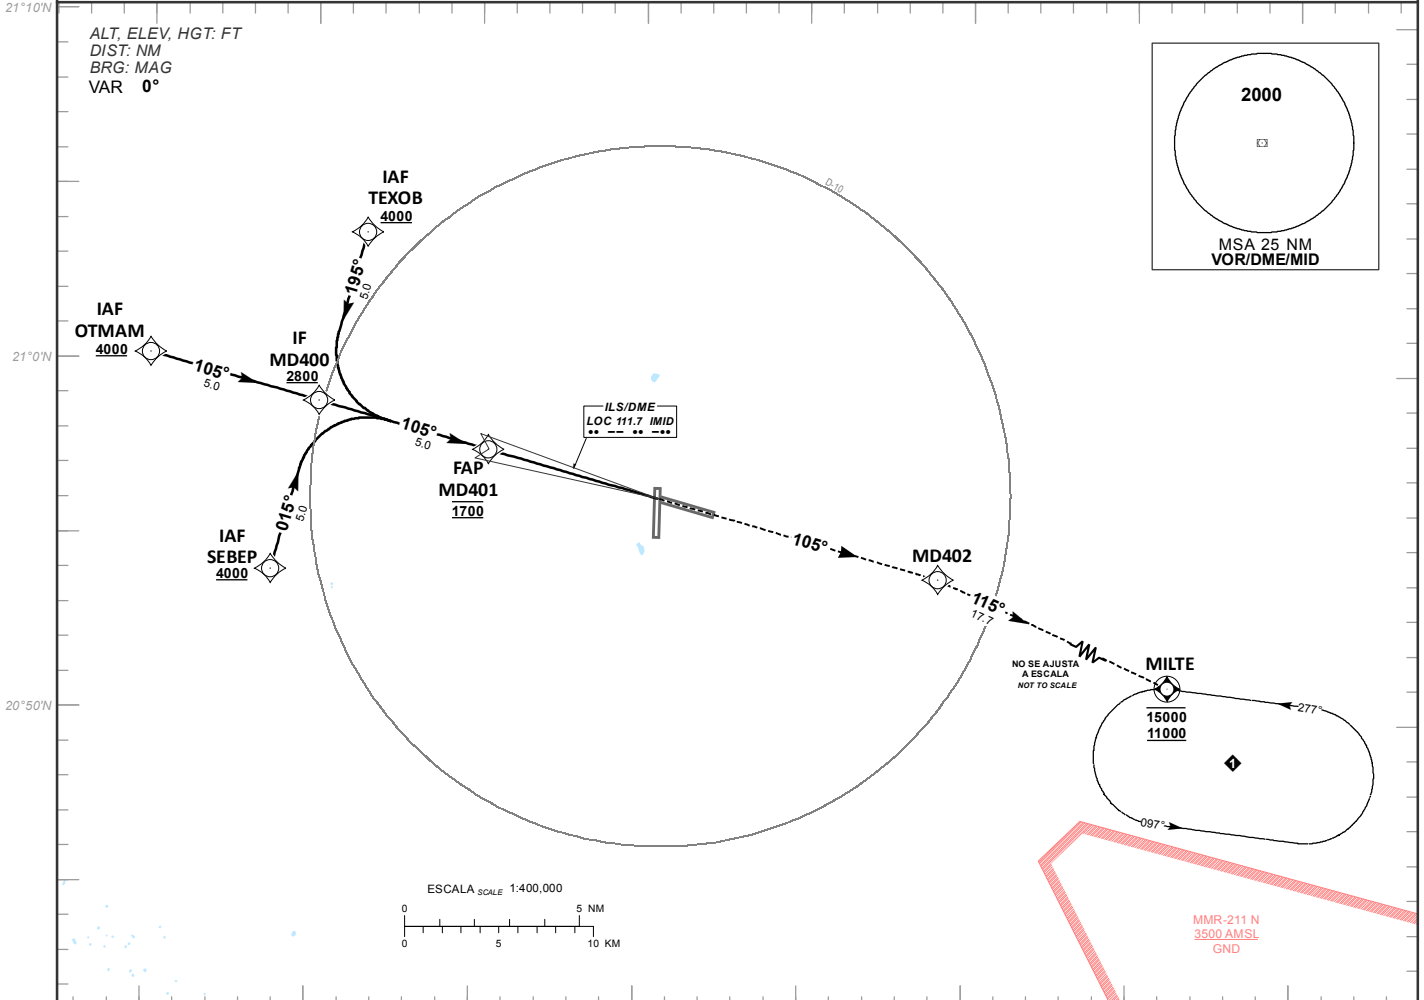 21°10'N
ALT, ELEV, HGT: FT
DIST: NM
BRG: MAG
VAR 0°
2000
MSA 25 NM
VOR/DME/MID
D-10
IAF
TEXOB
4000
195°
5.0
IAF
OTMAM
4000
105°
5.0
IF
MD400
2800
21°0'N
105°
5.0
ILS/DME
LOC 111.7 IMID
FAP
MD401
1700
015°
5.0
IAF
SEBEP
4000
105°
MD402
115°
17.7
NO SE AJUSTA
A ESCALA
NOT TO SCALE
MILTE
15000
11000
277°
1
097°
20°50'N
ESCALA SCALE 1:400,000
0 5 NM
0 5 10 KM
MMR-211 N
3500 AMSL
GND